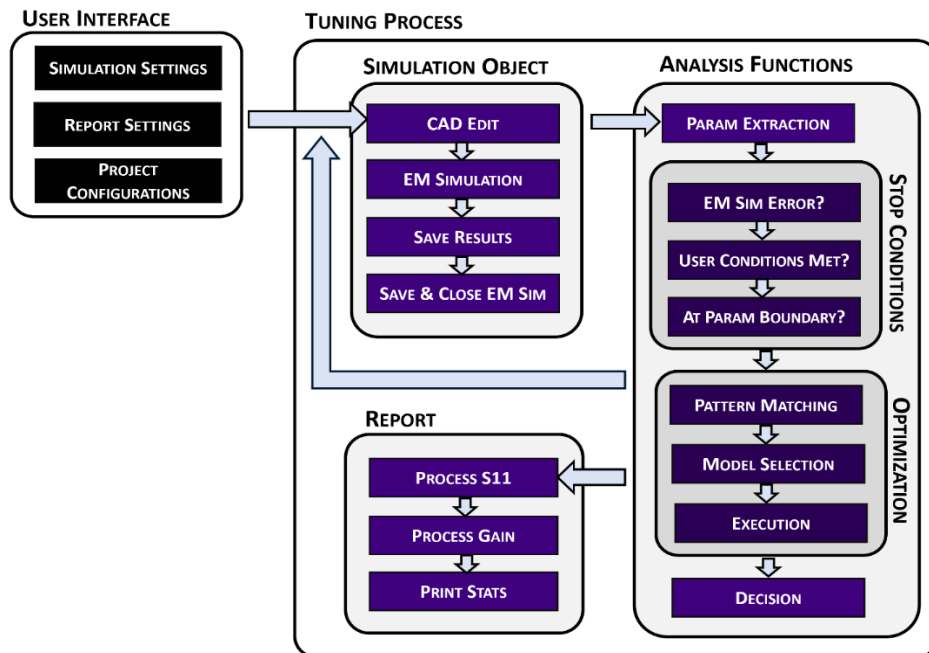 USER INTERFACE
SIMULATION SETTINGS
REPORT SETTINGS
PROJECT
CONFIGURATIONS
TUNING PROCESS
SIMULATION OBJECT
CAD EDIT
EM SIMULATION
SAVE RESULTS
SAVE & CLOSE EM SIM
REPORT
PROCESS S11
PROCESS GAIN
PRINT STATS
ANALYSIS FUNCTIONS
PARAM EXTRACTION
STOP CONDITIONS
EM SIM ERROR?
USER CONDITIONS MET?
AT PARAM BOUNDARY?
OPTIMIZATION
PATTERN MATCHING
MODEL SELECTION
EXECUTION
DECISION